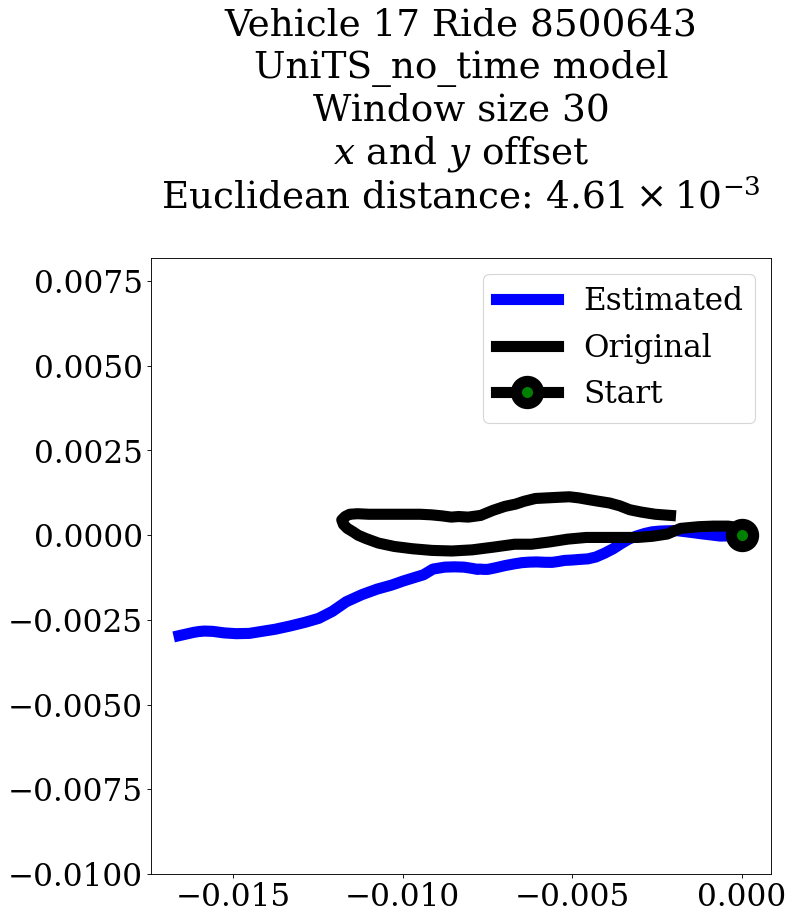 Vehicle 17 Ride 8500643
UniTS_no_time model
Window size 30
x and y offset
Euclidean distance: 4.61 × 10⁻³
Estimated
Original
Start
0.0075
0.0050
0.0025
0.0000
−0.0025
−0.0050
−0.0075
−0.0100
−0.015
−0.010
−0.005
0.000